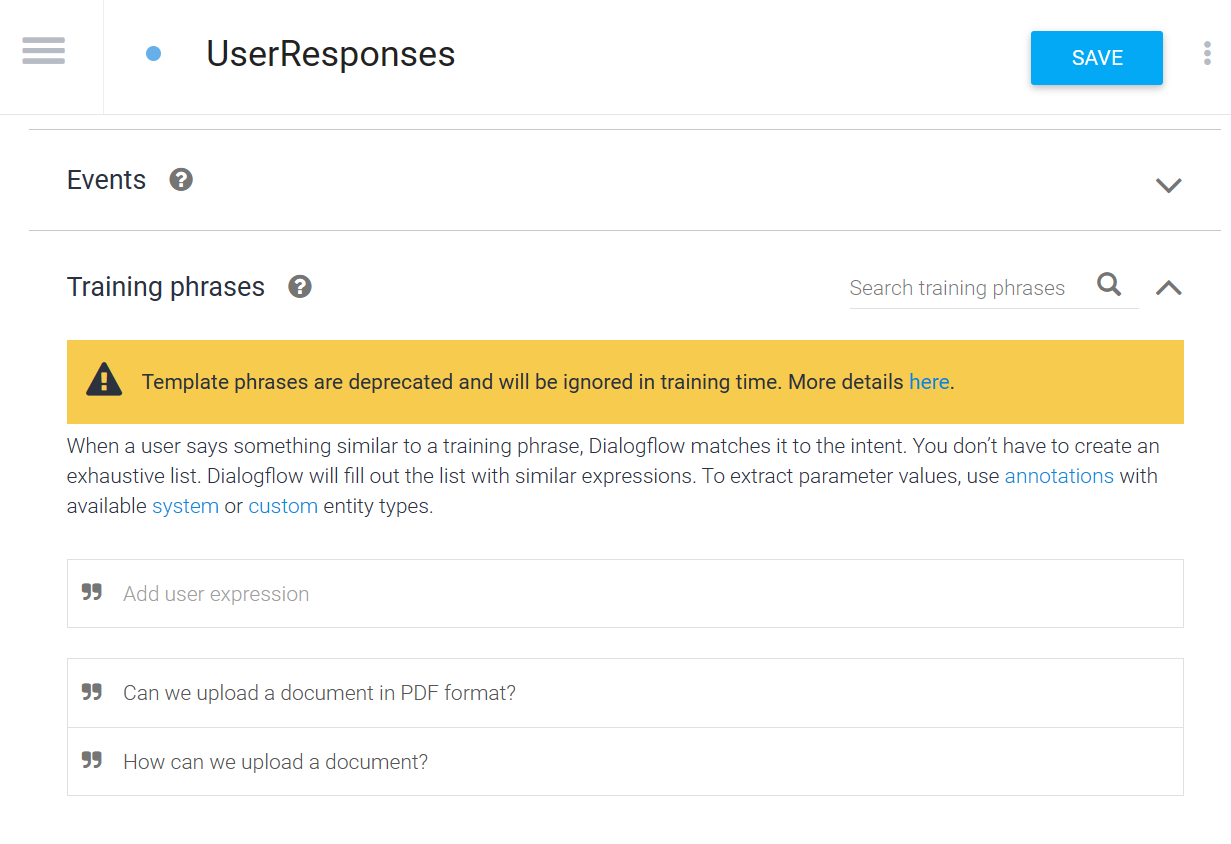 UserResponses
SAVE
Events
Training phrases
Search training phrases
Template phrases are deprecated and will be ignored in training time. More details here.
When a user says something similar to a training phrase, Dialogflow matches it to the intent. You don’t have to create an
exhaustive list. Dialogflow will fill out the list with similar expressions. To extract parameter values, use annotations with
available system or custom entity types.
Add user expression
Can we upload a document in PDF format?
How can we upload a document?